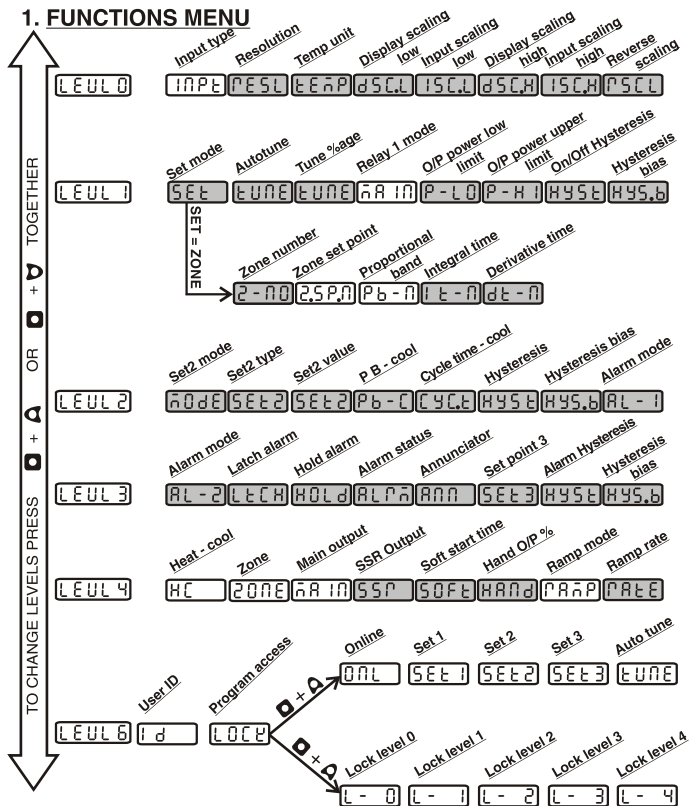 1. FUNCTIONS MENU
Input type Resolution Temp unit Display scaling low Input scaling low Display scaling high Input scaling high Reverse scaling
LEVL 0 INPt rESL tEmP dSC.L ISC.L dSC.H ISC.H rSCL
Set mode Autotune Tune %age Relay 1 mode O/P power low limit O/P power upper limit On/Off Hysteresis Hysteresis bias
LEVL 1 SEt tUNE tUNE mAIN P-LO P-HI HYSt HYS.b
SET = ZONE
Zone number Zone set point Proportional band Integral time Derivative time
Z-NO Z.SP.N Pb-N It-N dt-N
Set2 mode Set2 type Set2 value P B - cool Cycle time - cool Hysteresis Hysteresis bias Alarm mode
LEVL 2 mOdE SEt2 SEt2 Pb-C CYC.t HYSt HYS.b AL-1
Alarm mode Latch alarm Hold alarm Alarm status Annunciator Set point 3 Alarm Hysteresis Hysteresis bias
LEVL 3 AL-2 LtCH HOLd ALrm ANN SEt3 HYSt HYS.b
Heat - cool Zone Main output SSR Output Soft start time Hand O/P % Ramp mode Ramp rate
LEVL 4 HC ZONE mAIN SSr SOFt HANd rAmP rAtE
Online Set 1 Set 2 Set 3 Auto tune
ONL SEt1 SEt2 SEt3 tUNE
User ID Program access
LEVL 6 Id LOCK
Lock level 0 Lock level 1 Lock level 2 Lock level 3 Lock level 4
L- 0 L- 1 L- 2 L- 3 L- 4
TO CHANGE LEVELS PRESS + OR + TOGETHER